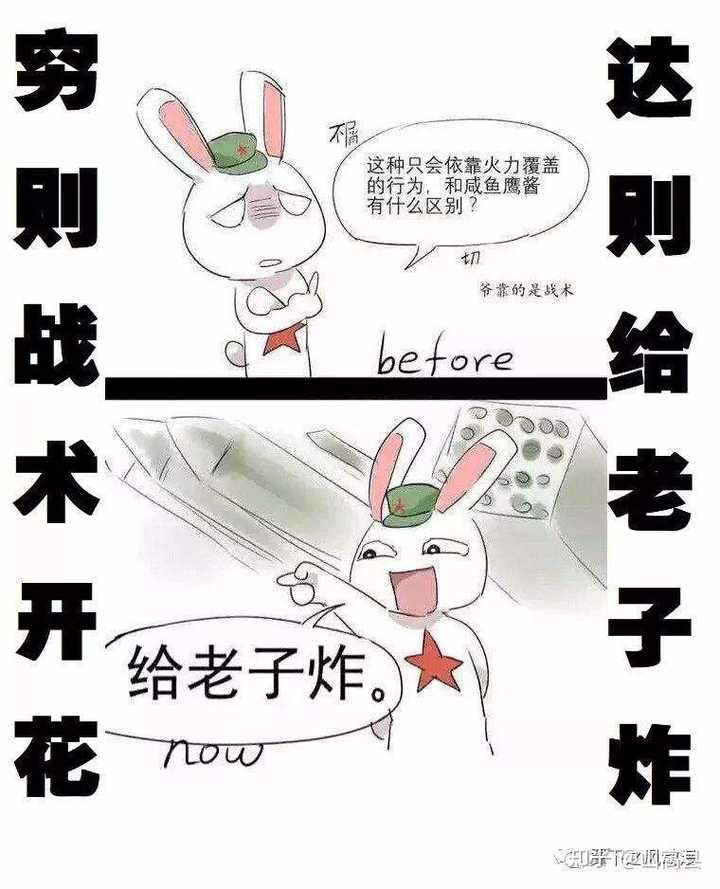 穷则战术开花
达则给老子炸
不屑
这种只会依靠火力覆盖
的行为，和咸鱼鹰酱
有什么区别？
切
爷靠的是战术
before
给老子炸。
now